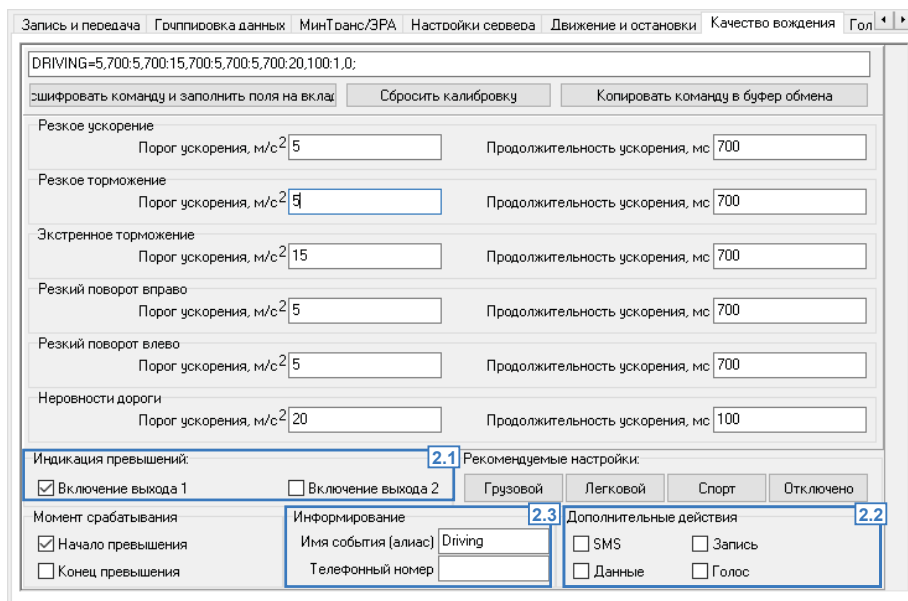 Запись и передача Группировка данных МинТранс/ЭРА Настройки сервера Движение и остановки Качество вождения Гол
DRIVING=5,700:5,700:15,700:5,700:5,700:20,100:1,0;
сшифровать команду и заполнить поля на вклад Сбросить калибровку Копировать команду в буфер обмена
Резкое ускорение
Порог ускорения, м/с2 5 Продолжительность ускорения, мс 700
Резкое торможение
Порог ускорения, м/с2 5 Продолжительность ускорения, мс 700
Экстренное торможение
Порог ускорения, м/с2 15 Продолжительность ускорения, мс 700
Резкий поворот вправо
Порог ускорения, м/с2 5 Продолжительность ускорения, мс 700
Резкий поворот влево
Порог ускорения, м/с2 5 Продолжительность ускорения, мс 700
Неровности дороги
Порог ускорения, м/с2 20 Продолжительность ускорения, мс 100
Индикация превышений: 2.1 Рекомендуемые настройки:
Включение выхода 1 Включение выхода 2 Грузовой Легковой Спорт Отключено
Момент срабатывания Информирование 2.3 Дополнительные действия 2.2
Начало превышения Имя события (алиас) Driving SMS Запись
Конец превышения Телефонный номер Данные Голос